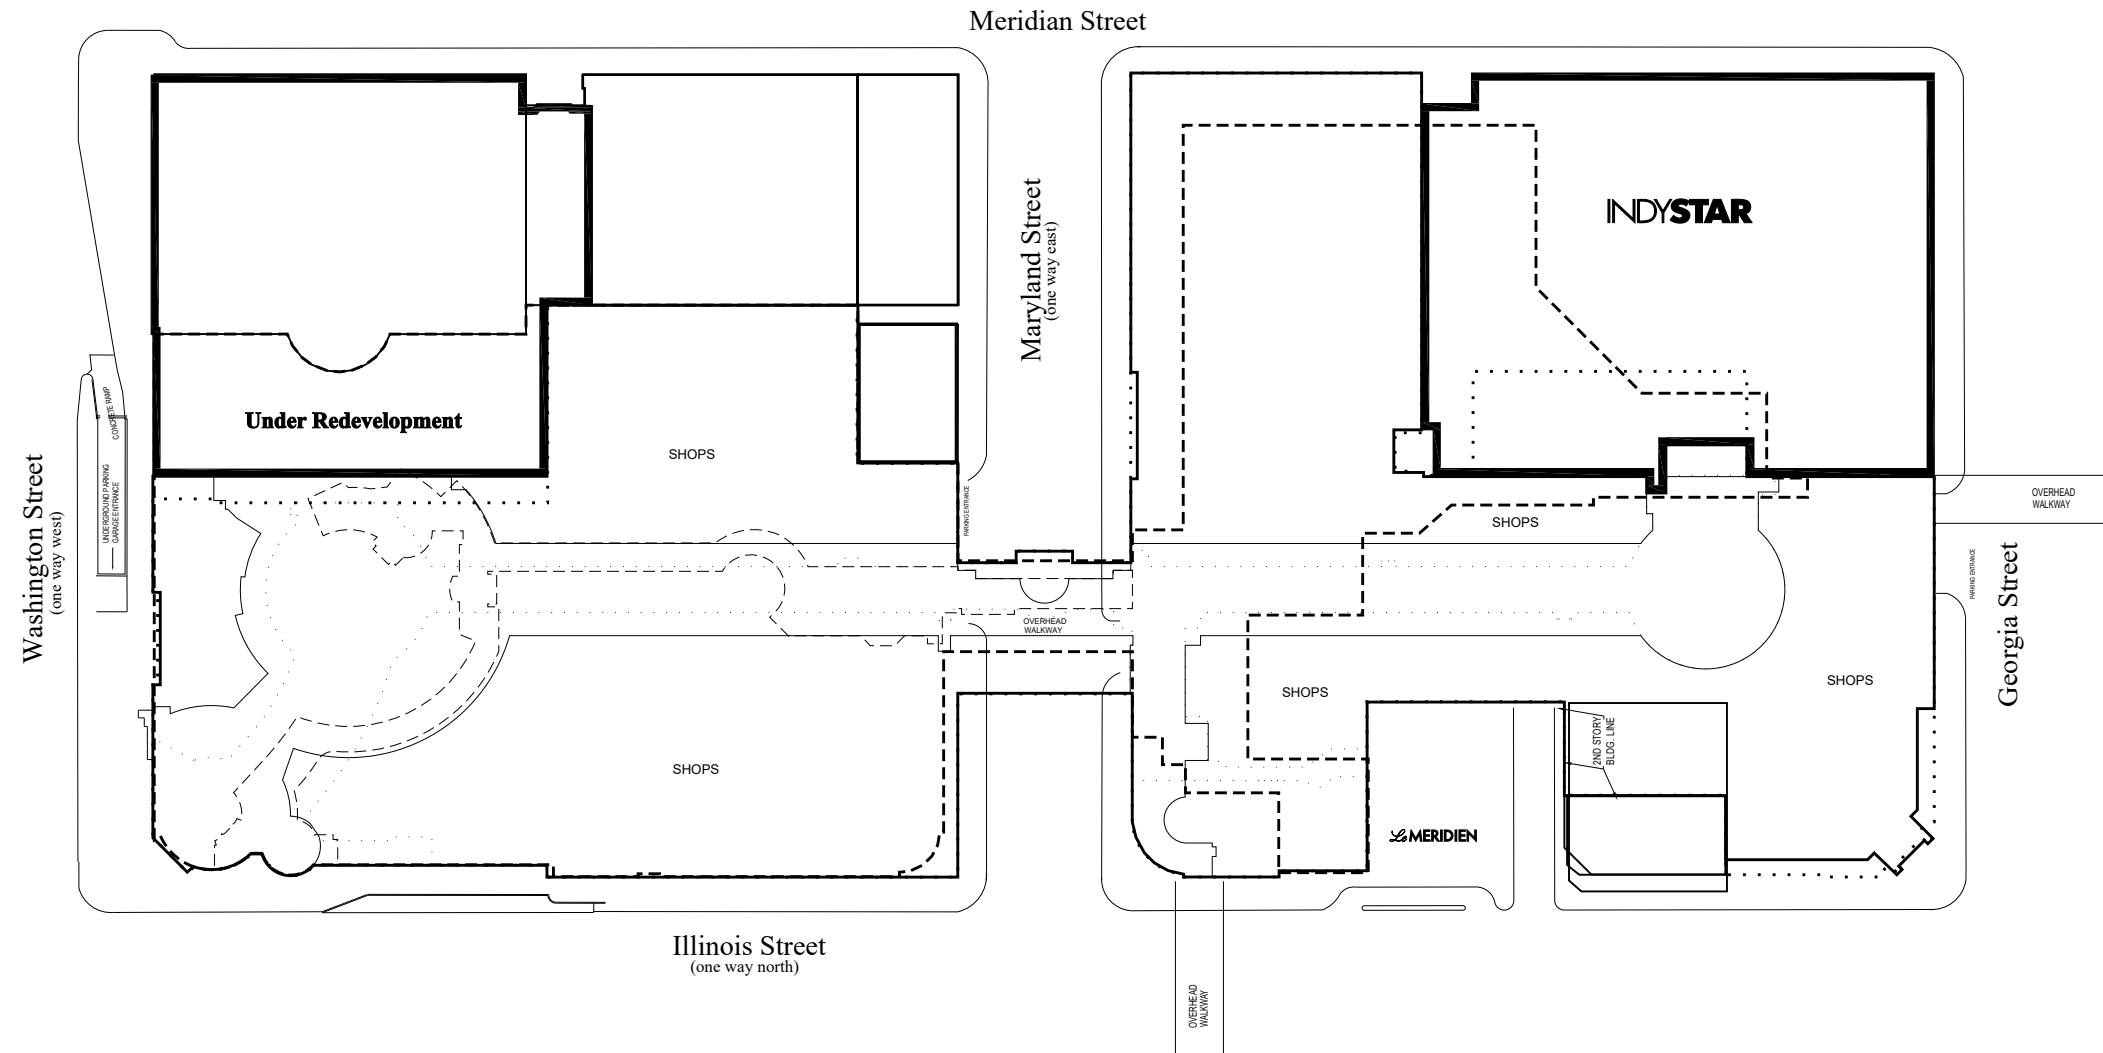 Meridian Street
INDYSTAR
Maryland Street
(one way east)
CONCRETE RAMP
Under Redevelopment
SHOPS
UNDERGROUND PARKING
GARAGE ENTRANCE
Washington Street
(one way west)
PARKING ENTRANCE
SHOPS
OVERHEAD
WALKWAY
PARKING ENTRANCE
Georgia Street
OVERHEAD
WALKWAY
SHOPS
SHOPS
2ND STORY
BLDG. LINE
SHOPS
Le MERIDIEN
Illinois Street
(one way north)
OVERHEAD
WALKWAY